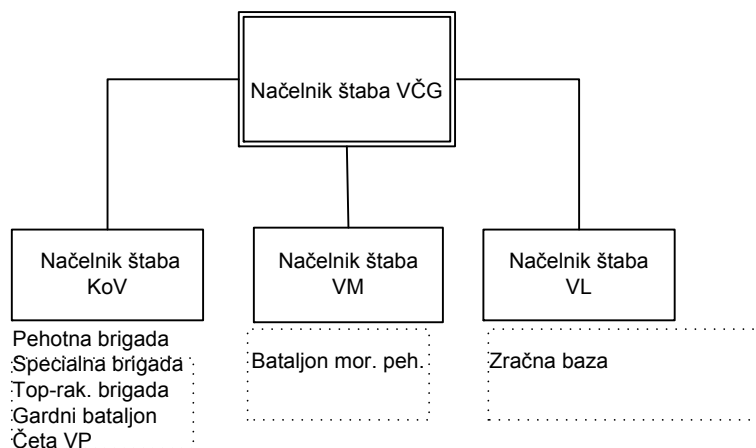 Načelnik štaba VČG
Načelnik štaba
KoV
Načelnik štaba
VM
Načelnik štaba
VL
Pehotna brigada
Specialna brigada
Top-rak. brigada
Gardni bataljon
Četa VP
Bataljon mor. peh.
Zračna baza